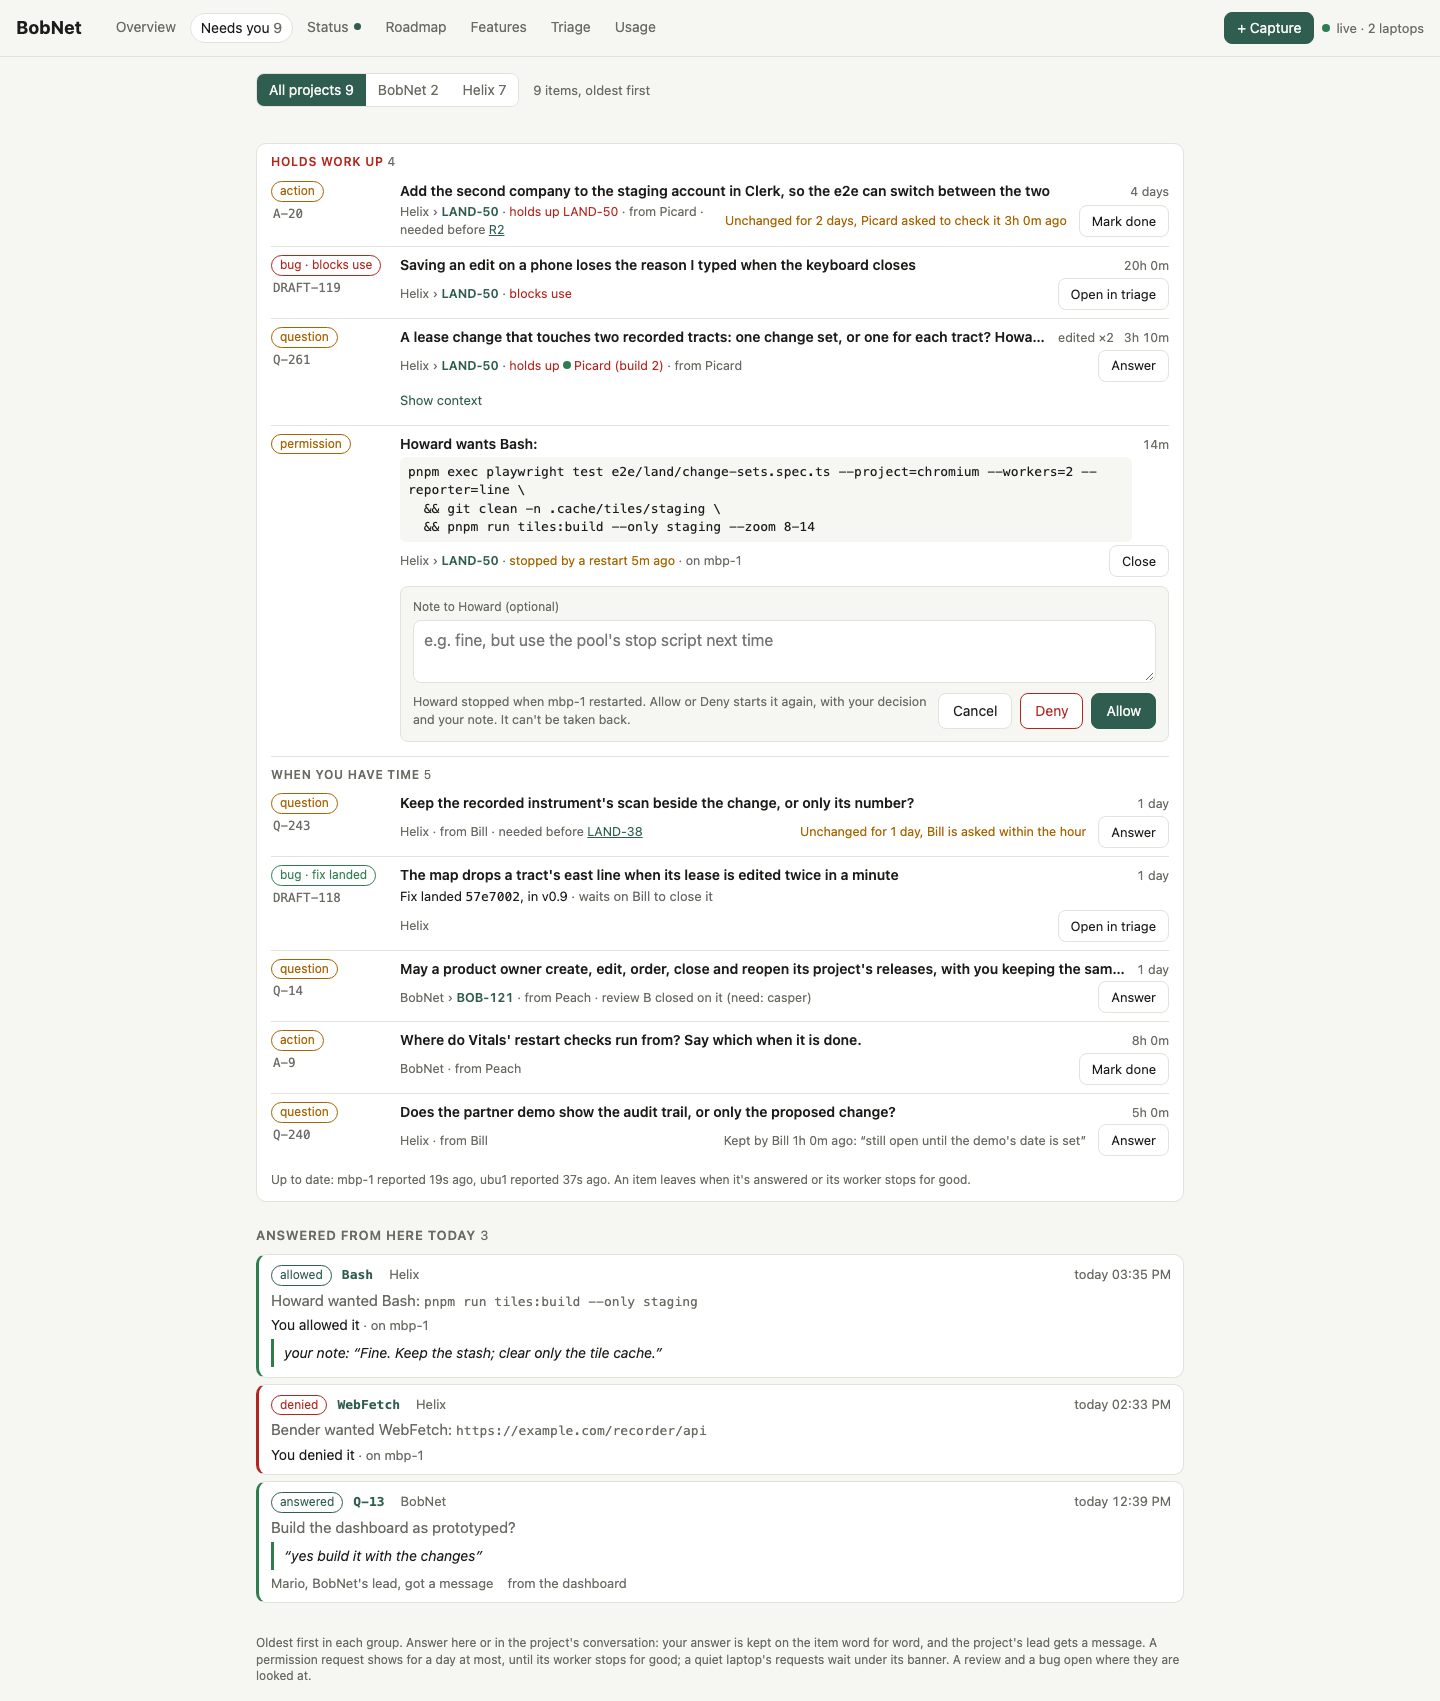 BobNet
Overview
Needs you 9
Status
Roadmap
Features
Triage
Usage
+ Capture
live · 2 laptops
All projects 9
BobNet 2
Helix 7
9 items, oldest first
HOLDS WORK UP 4
action
A-20
Add the second company to the staging account in Clerk, so the e2e can switch between the two
4 days
Helix › LAND-50 · holds up LAND-50 · from Picard ·
needed before R2
Unchanged for 2 days, Picard asked to check it 3h 0m ago
Mark done
bug · blocks use
DRAFT-119
Saving an edit on a phone loses the reason I typed when the keyboard closes
20h 0m
Helix › LAND-50 · blocks use
Open in triage
question
Q-261
A lease change that touches two recorded tracts: one change set, or one for each tract? Howa...
edited ×2 3h 10m
Helix › LAND-50 · holds up Picard (build 2) · from Picard
Answer
Show context
permission
Howard wants Bash:
14m
pnpm exec playwright test e2e/land/change-sets.spec.ts --project=chromium --workers=2 --
reporter=line \
&& git clean -n .cache/tiles/staging \
&& pnpm run tiles:build --only staging --zoom 8-14
Helix › LAND-50 · stopped by a restart 5m ago · on mbp-1
Close
Note to Howard (optional)
e.g. fine, but use the pool's stop script next time
Howard stopped when mbp-1 restarted. Allow or Deny starts it again, with your decision
and your note. It can't be taken back.
Cancel
Deny
Allow
WHEN YOU HAVE TIME 5
question
Q-243
Keep the recorded instrument's scan beside the change, or only its number?
1 day
Helix · from Bill · needed before LAND-38
Unchanged for 1 day, Bill is asked within the hour
Answer
bug · fix landed
DRAFT-118
The map drops a tract's east line when its lease is edited twice in a minute
1 day
Fix landed 57e7002, in v0.9 · waits on Bill to close it
Helix
Open in triage
question
Q-14
May a product owner create, edit, order, close and reopen its project's releases, with you keeping the sam...
1 day
BobNet › BOB-121 · from Peach · review B closed on it (need: casper)
Answer
action
A-9
Where do Vitals' restart checks run from? Say which when it is done.
8h 0m
BobNet · from Peach
Mark done
question
Q-240
Does the partner demo show the audit trail, or only the proposed change?
5h 0m
Helix · from Bill
Kept by Bill 1h 0m ago: “still open until the demo's date is set”
Answer
Up to date: mbp-1 reported 19s ago, ubu1 reported 37s ago. An item leaves when it's answered or its worker stops for good.
ANSWERED FROM HERE TODAY 3
allowed
Bash
Helix
today 03:35 PM
Howard wanted Bash: pnpm run tiles:build --only staging
You allowed it · on mbp-1
your note: “Fine. Keep the stash; clear only the tile cache.”
denied
WebFetch
Helix
today 02:33 PM
Bender wanted WebFetch: https://example.com/recorder/api
You denied it · on mbp-1
answered
Q-13
BobNet
today 12:39 PM
Build the dashboard as prototyped?
“yes build it with the changes”
Mario, BobNet's lead, got a message
from the dashboard
Oldest first in each group. Answer here or in the project's conversation: your answer is kept on the item word for word, and the project's lead gets a message. A
permission request shows for a day at most, until its worker stops for good; a quiet laptop's requests wait under its banner. A review and a bug open where they are
looked at.